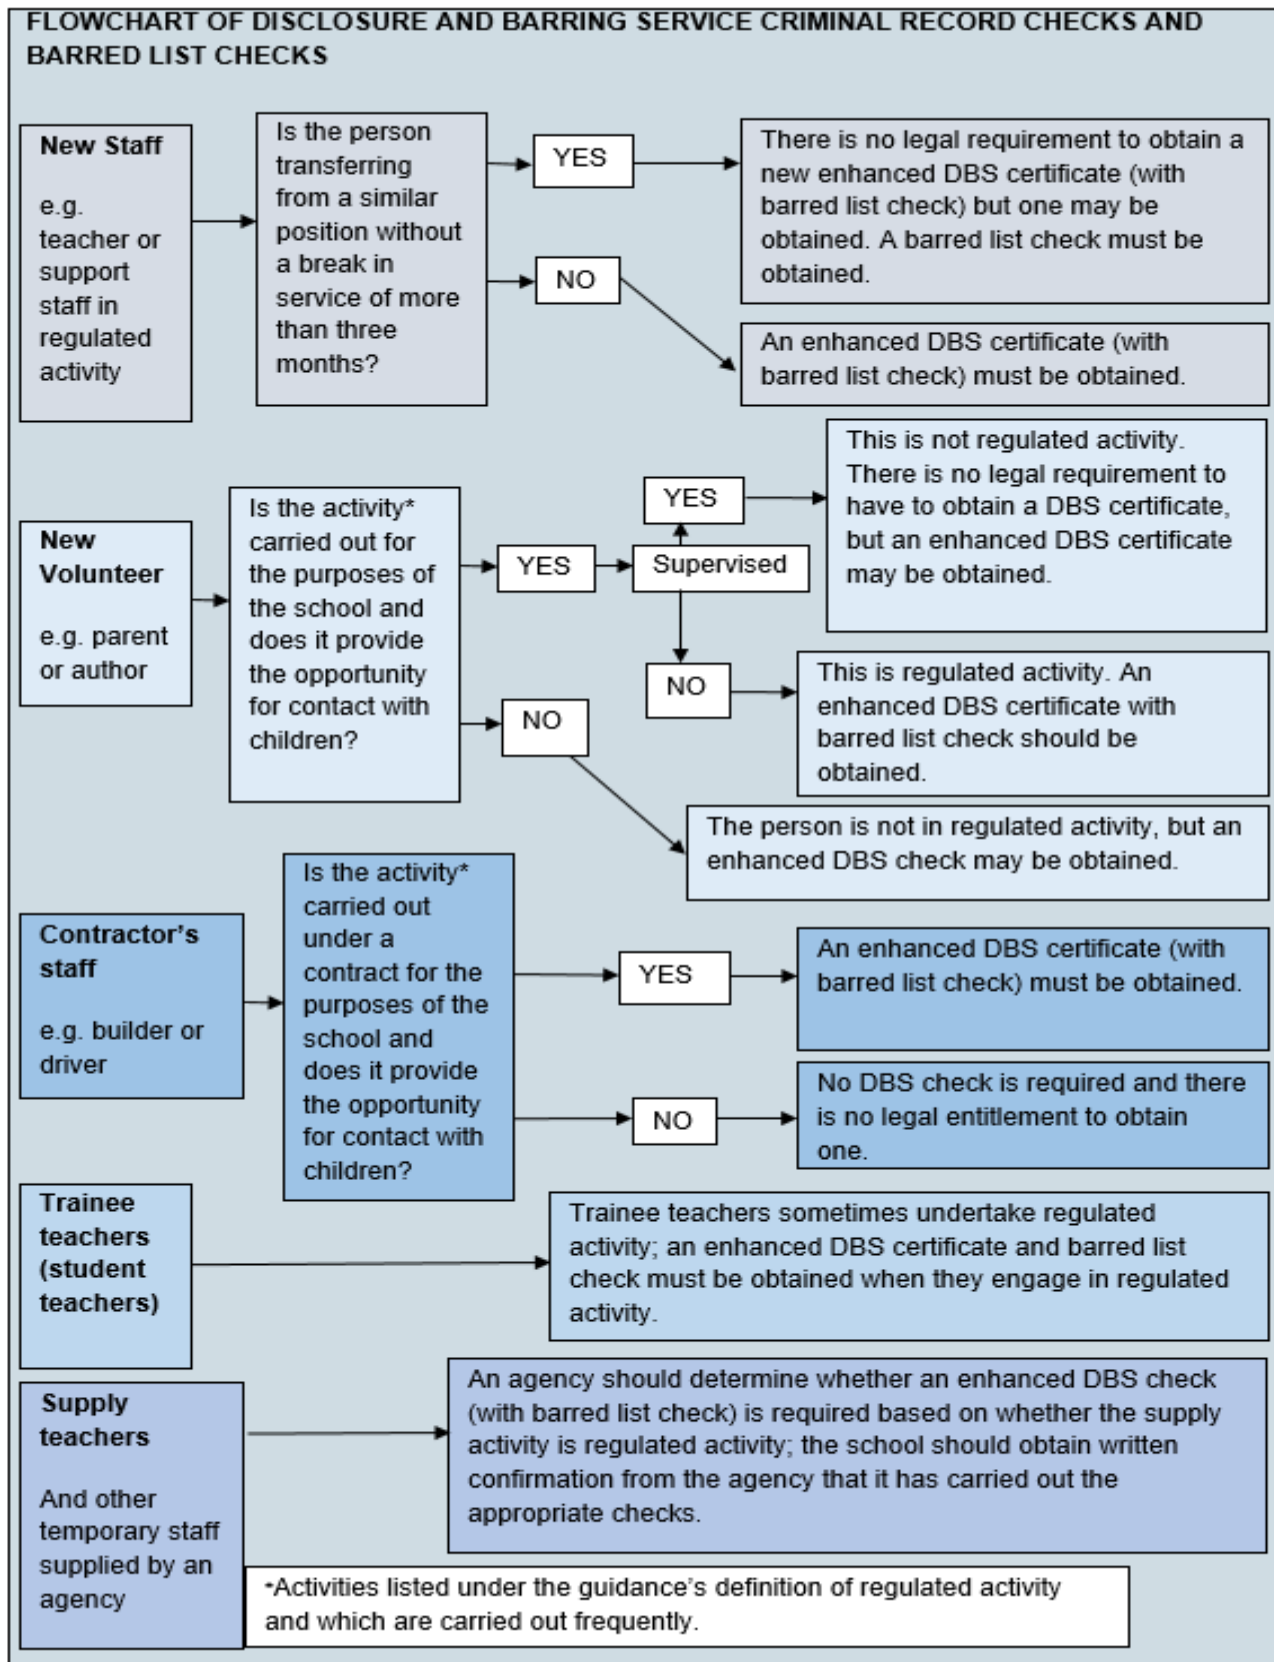 FLOWCHART OF DISCLOSURE AND BARRING SERVICE CRIMINAL RECORD CHECKS AND
BARRED LIST CHECKS
New Staff
e.g.
teacher or
support
staff in
regulated
activity
Is the person
transferring
from a similar
position without
a break in
service of more
than three
months?
YES
There is no legal requirement to obtain a
new enhanced DBS certificate (with
barred list check) but one may be
obtained. A barred list check must be
obtained.
NO
An enhanced DBS certificate (with
barred list check) must be obtained.
New
Volunteer
e.g. parent
or author
Is the activity*
carried out for
the purposes of
the school and
does it provide
the opportunity
for contact with
children?
YES
Supervised
YES
This is not regulated activity.
There is no legal requirement to
have to obtain a DBS certificate,
but an enhanced DBS certificate
may be obtained.
NO
This is regulated activity. An
enhanced DBS certificate with
barred list check should be
obtained.
NO
The person is not in regulated activity, but an
enhanced DBS check may be obtained.
Contractor's
staff
e.g. builder or
driver
Is the activity*
carried out
under a
contract for the
purposes of the
school and
does it provide
the opportunity
for contact with
children?
YES
An enhanced DBS certificate (with
barred list check) must be obtained.
NO
No DBS check is required and there
is no legal entitlement to obtain
one.
Trainee
teachers
(student
teachers)
Trainee teachers sometimes undertake regulated
activity; an enhanced DBS certificate and barred list
check must be obtained when they engage in regulated
activity.
Supply
teachers
And other
temporary staff
supplied by an
agency
An agency should determine whether an enhanced DBS check
(with barred list check) is required based on whether the supply
activity is regulated activity; the school should obtain written
confirmation from the agency that it has carried out the
appropriate checks.
*Activities listed under the guidance's definition of regulated activity
and which are carried out frequently.